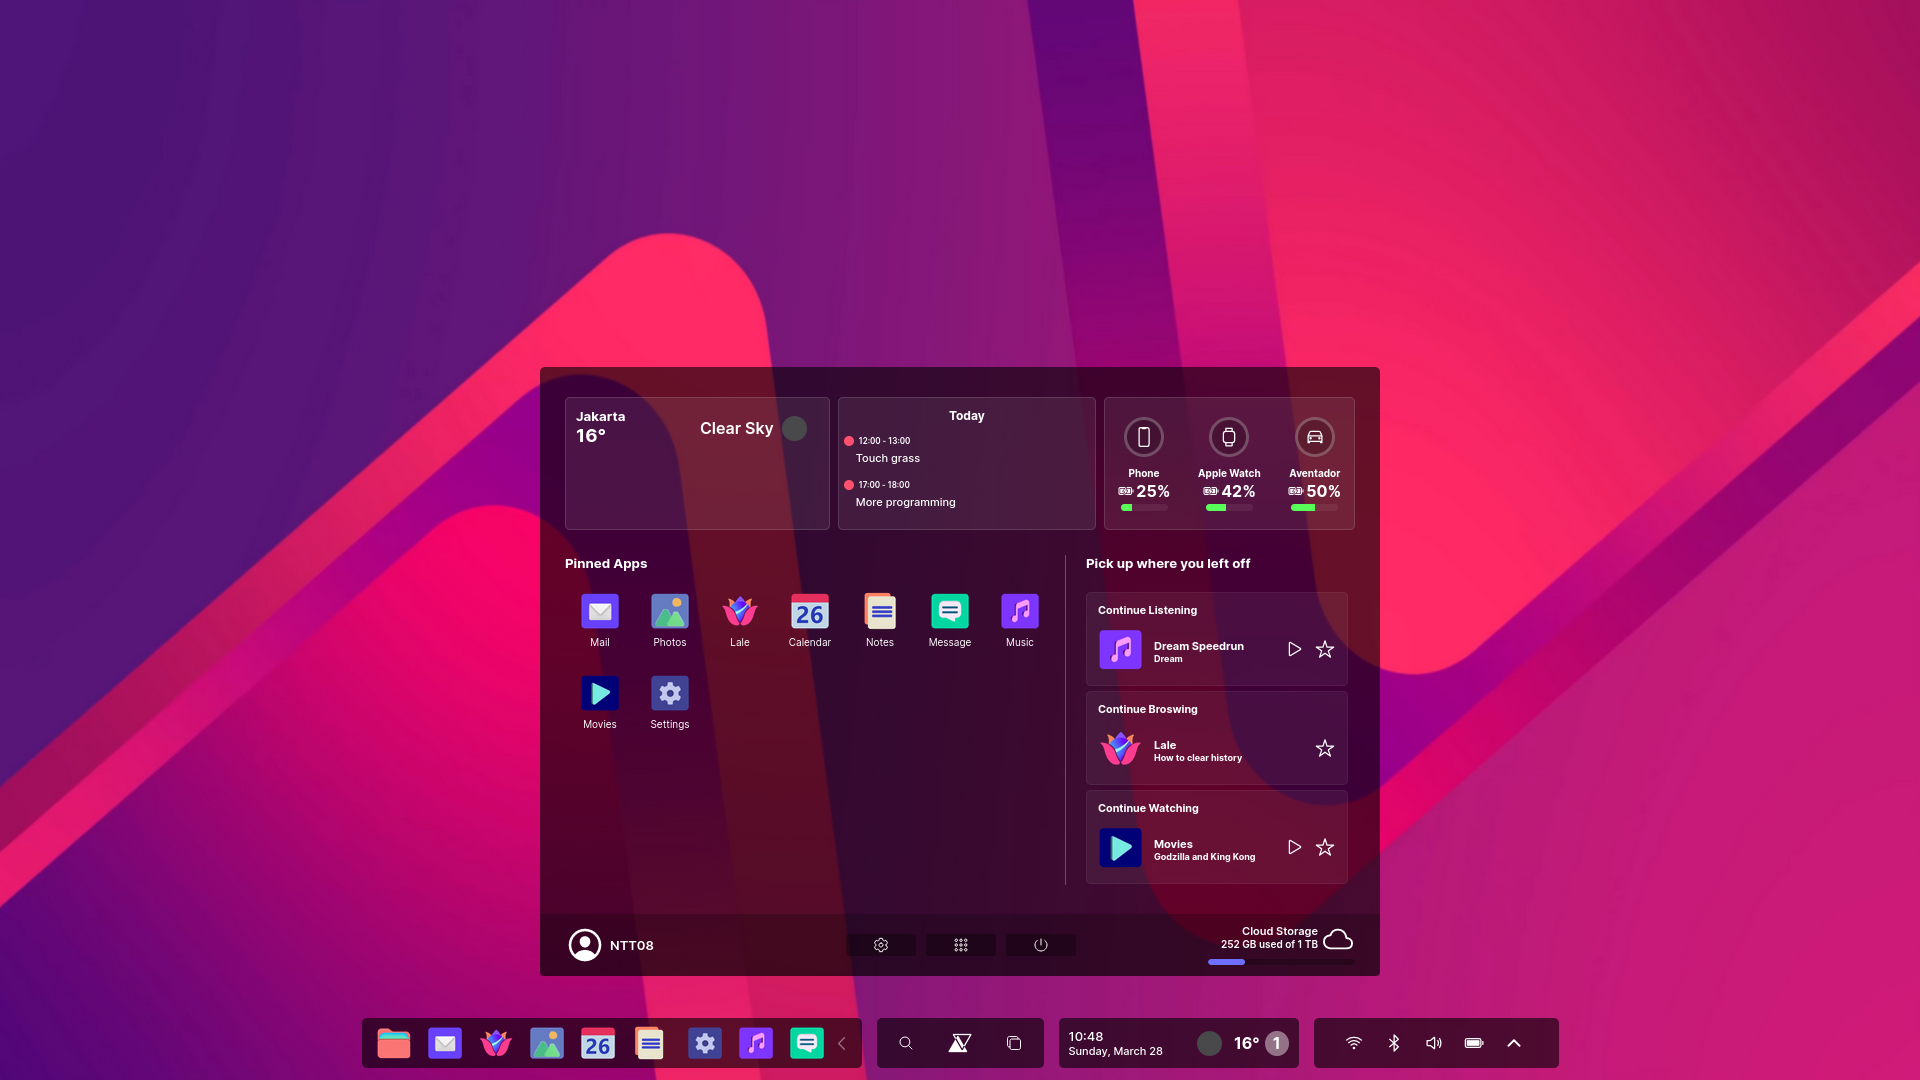 Jakarta
16°
Clear Sky
Today
12:00 - 13:00
Touch grass
17:00 - 18:00
More programming
Phone
25%
Apple Watch
42%
Aventador
50%
Pinned Apps
Mail
Photos
Lale
26
Calendar
Notes
Message
Music
Movies
Settings
Pick up where you left off
Continue Listening
Dream Speedrun
Dream
Continue Broswing
Lale
How to clear history
Continue Watching
Movies
Godzilla and King Kong
NTT08
Cloud Storage
252 GB used of 1 TB
26
10:48
Sunday, March 28
16°
1